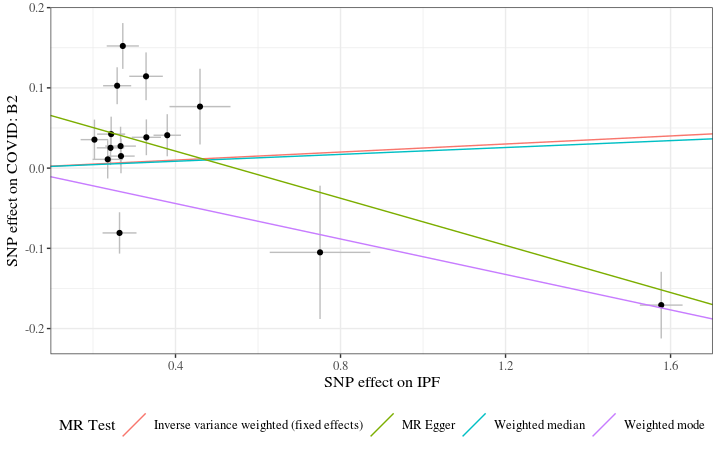 0.2
0.1
0.0
-0.1
-0.2
SNP effect on COVID: B2
0.4
0.8
1.2
1.6
SNP effect on IPF
MR Test
Inverse variance weighted (fixed effects)
MR Egger
Weighted median
Weighted mode